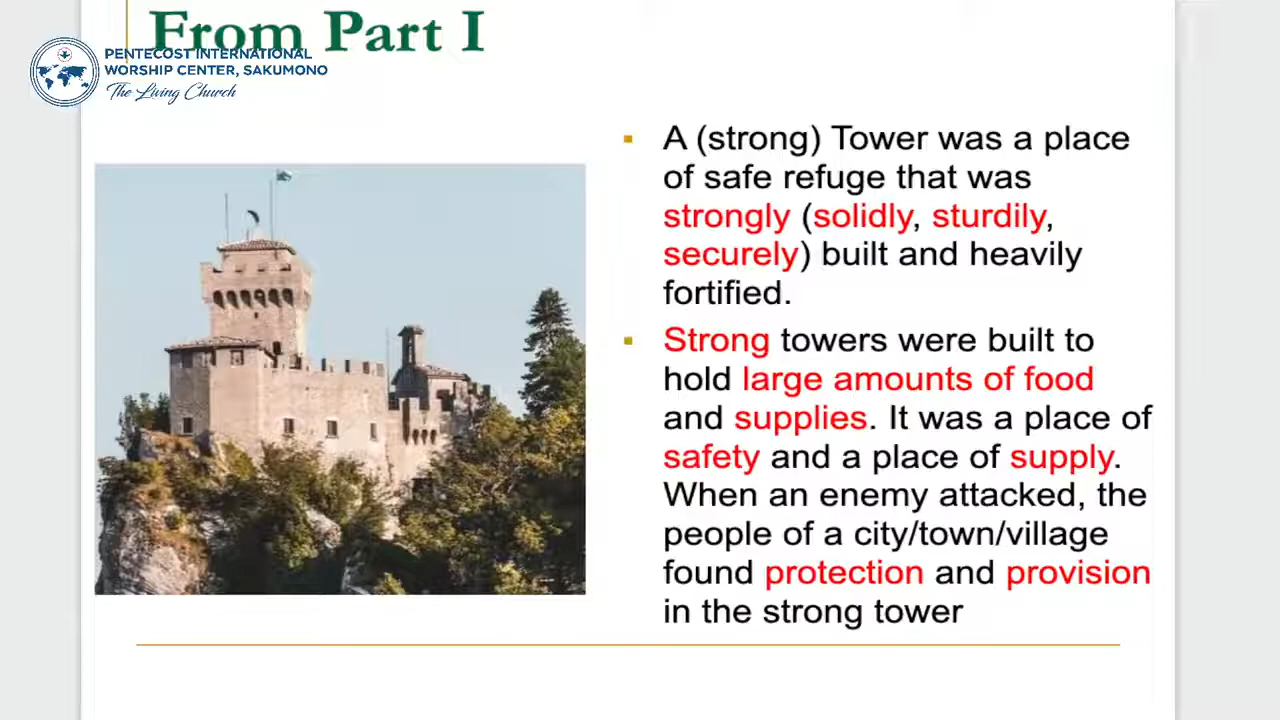 From Part I
PENTECOST INTERNATIONAL
WORSHIP CENTER, SAKUMONO
The Living Church
A (strong) Tower was a place
of safe refuge that was
strongly (solidly, sturdily,
securely) built and heavily
fortified.
Strong towers were built to
hold large amounts of food
and supplies. It was a place of
safety and a place of supply.
When an enemy attacked, the
people of a city/town/village
found protection and provision
in the strong tower